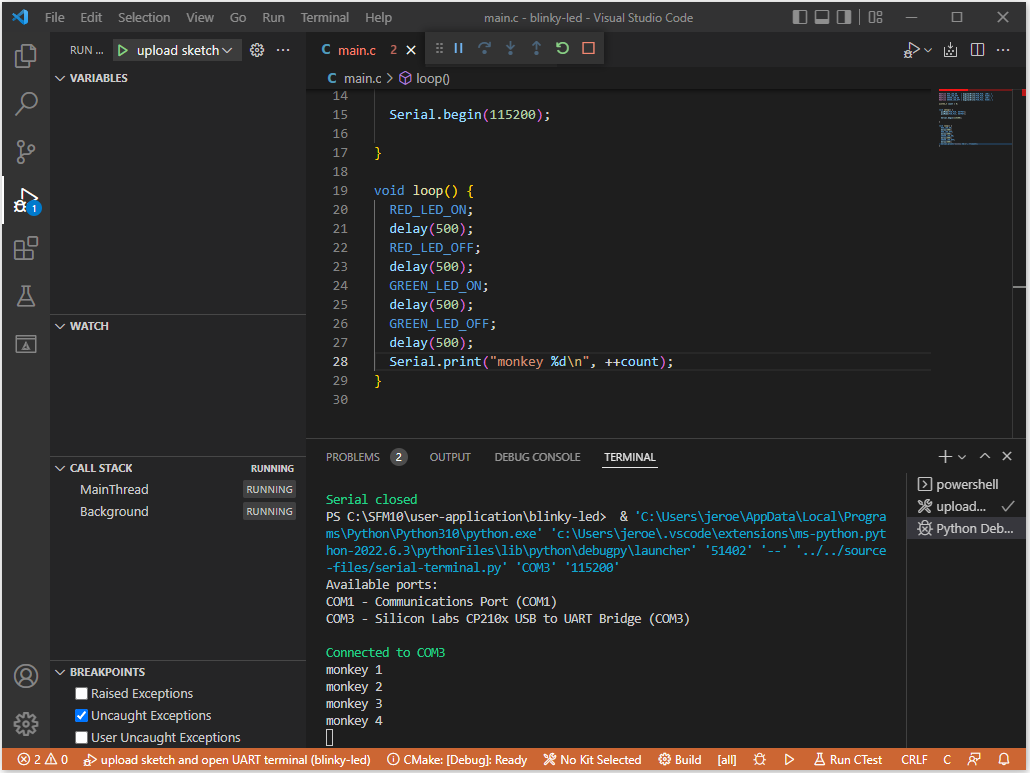 File Edit Selection View Go Run Terminal Help main.c - blinky-led - Visual Studio Code
RUN ... upload sketch
C main.c 2
C main.c > loop()
VARIABLES
WATCH
CALL STACK RUNNING
MainThread RUNNING
Background RUNNING
BREAKPOINTS
Raised Exceptions
Uncaught Exceptions
User Uncaught Exceptions
1
14
15 Serial.begin(115200);
16
17 }
18
19 void loop() {
20 RED_LED_ON;
21 delay(500);
22 RED_LED_OFF;
23 delay(500);
24 GREEN_LED_ON;
25 delay(500);
26 GREEN_LED_OFF;
27 delay(500);
28 Serial.print("monkey %d\n", ++count);
29 }
30
PROBLEMS 2 OUTPUT DEBUG CONSOLE TERMINAL
Serial closed
PS C:\SFM10\user-application\blinky-led> & 'C:\Users\jeroe\AppData\Local\Progra
ms\Python\Python310\python.exe' 'c:\Users\jeroe\.vscode\extensions\ms-python.pyt
hon-2022.6.3\pythonFiles\lib\python\debugpy\launcher' '51402' '--' '../../source
-files/serial-terminal.py' 'COM3' '115200'
Available ports:
COM1 - Communications Port (COM1)
COM3 - Silicon Labs CP210x USB to UART Bridge (COM3)
Connected to COM3
monkey 1
monkey 2
monkey 3
monkey 4
powershell
upload...
Python Deb...
2 0 upload sketch and open UART terminal (blinky-led) CMake: [Debug]: Ready No Kit Selected Build [all] Run CTest CRLF C